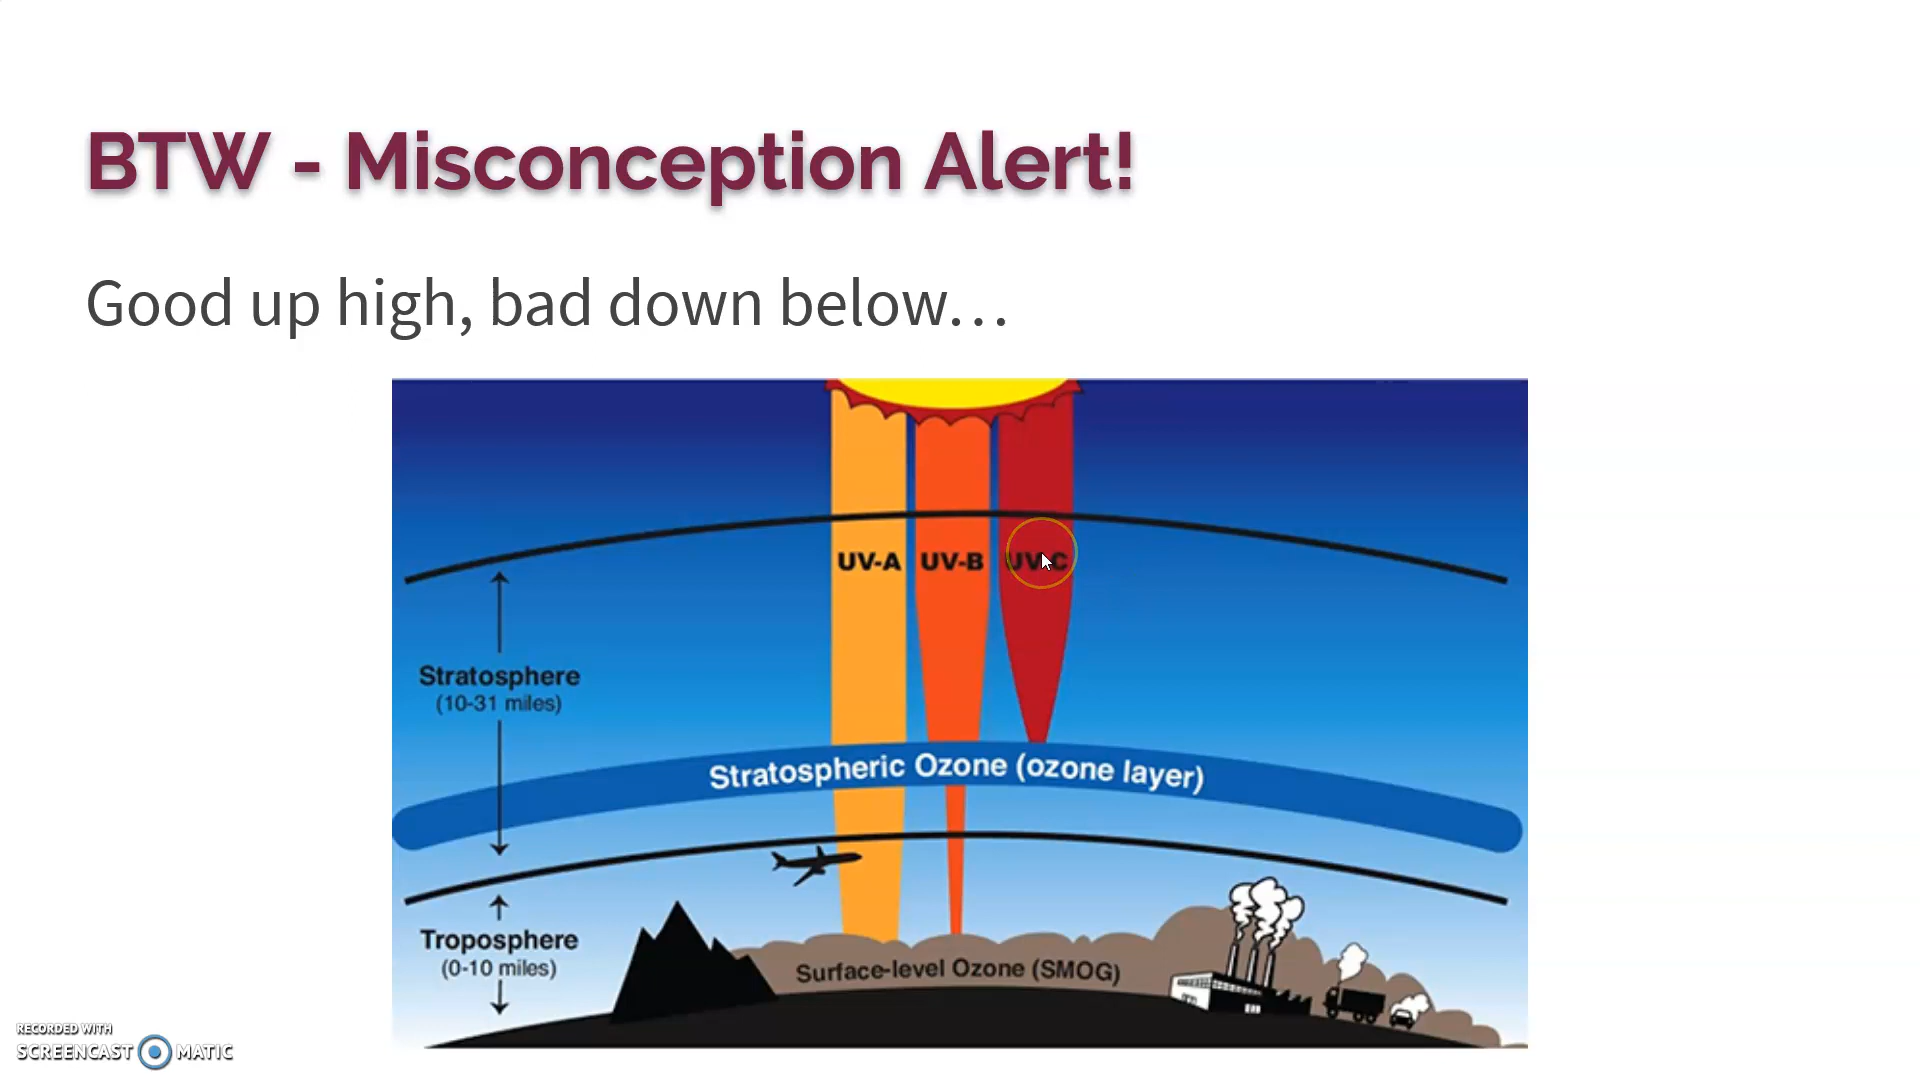 BTW - Misconception Alert!
Good up high, bad down below...
UV-A
UV-B
UV-C
Stratosphere
(10-31 miles)
Stratospheric Ozone (ozone layer)
Troposphere
(0-10 miles)
Surface-level Ozone (SMOG)
RECORDED WITH
SCREENCAST MATIC